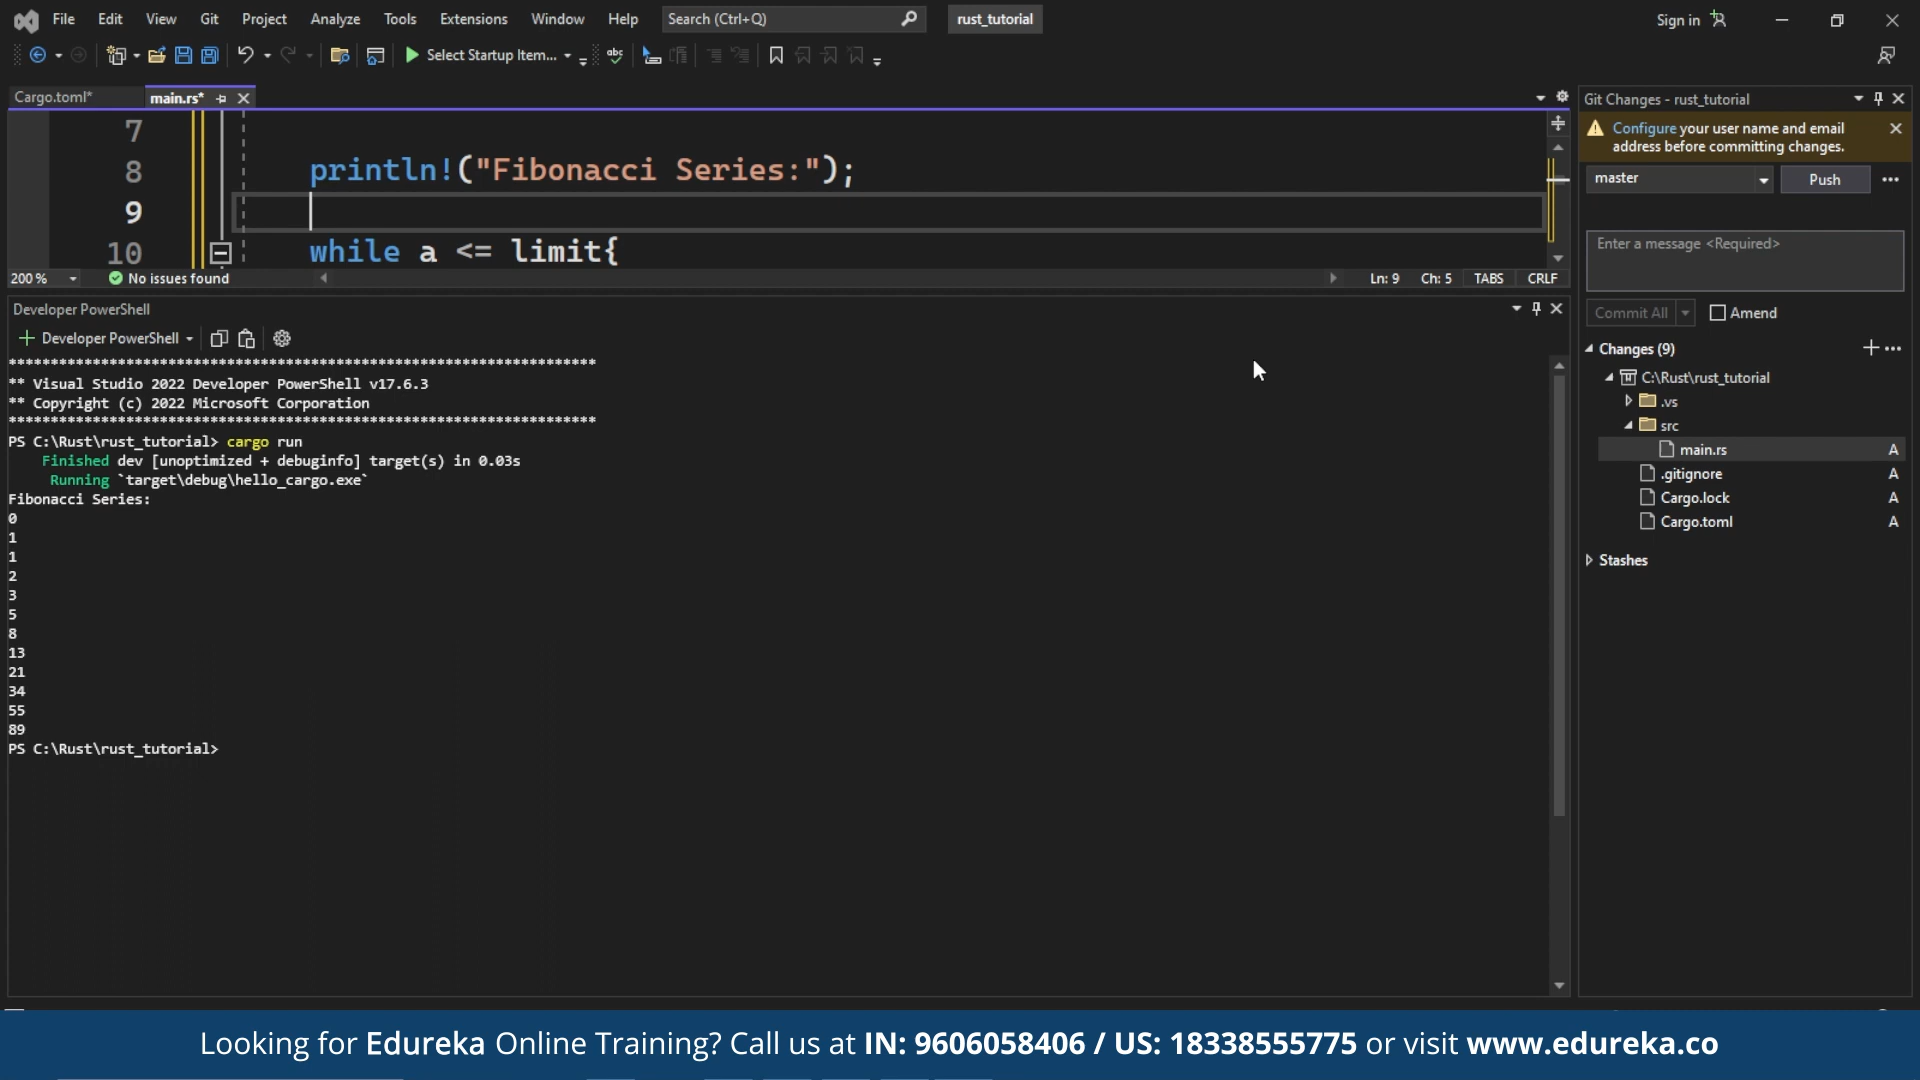 File Edit View Git Project Analyze Tools Extensions Window Help Search (Ctrl+Q) rust_tutorial Sign in
Select Startup Item... abc
Cargo.toml* main.rs*
7
8 println!("Fibonacci Series:");
9
10 while a <= limit{
200 % No issues found Ln: 9 Ch: 5 TABS CRLF
Developer PowerShell
Developer PowerShell
***********************************************************************
** Visual Studio 2022 Developer PowerShell v17.6.3
** Copyright (c) 2022 Microsoft Corporation
***********************************************************************
PS C:\Rust\rust_tutorial> cargo run
Finished dev [unoptimized + debuginfo] target(s) in 0.03s
Running `target\debug\hello_cargo.exe`
Fibonacci Series:
0
1
1
2
3
5
8
13
21
34
55
89
PS C:\Rust\rust_tutorial>
Git Changes - rust_tutorial
Configure your user name and email
address before committing changes.
master Push
Enter a message <Required>
Commit All Amend
Changes (9)
C:\Rust\rust_tutorial
.vs
src
main.rs A
.gitignore A
Cargo.lock A
Cargo.toml A
Stashes
Looking for Edureka Online Training? Call us at IN: 9606058406 / US: 18338555775 or visit www.edureka.co